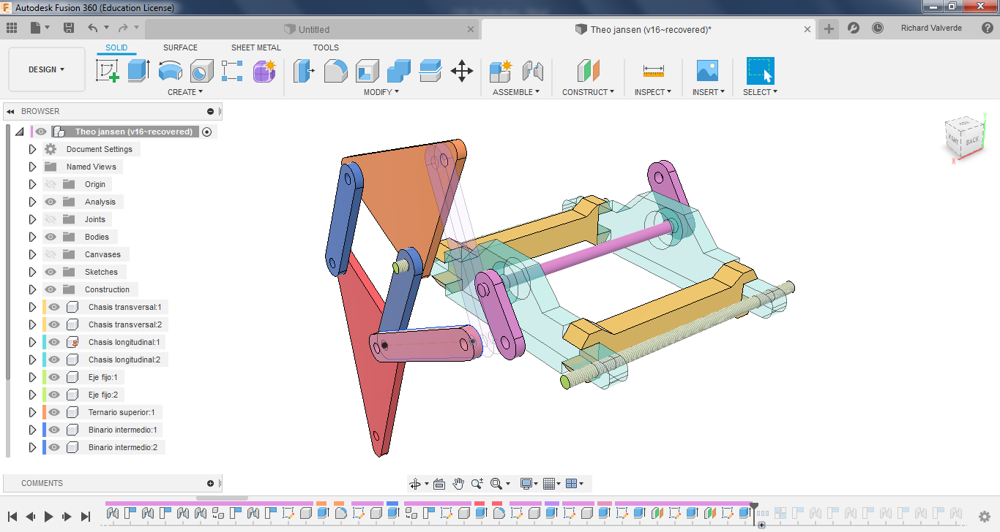 Autodesk Fusion 360 (Education License)
Untitled
Theo jansen (v16~recovered)*
Richard Valverde
SOLID SURFACE SHEET METAL TOOLS
DESIGN
CREATE MODIFY ASSEMBLE CONSTRUCT INSPECT INSERT SELECT
BROWSER
Theo jansen (v16~recovered)
Document Settings
Named Views
Origin
Analysis
Joints
Bodies
Canvases
Sketches
Construction
Chasis transversal:1
Chasis transversal:2
Chasis longitudinal:1
Chasis longitudinal:2
Eje fijo:1
Eje fijo:2
Ternario superior:1
Binario intermedio:1
Binario intermedio:2
BACK
Z
X
COMMENTS